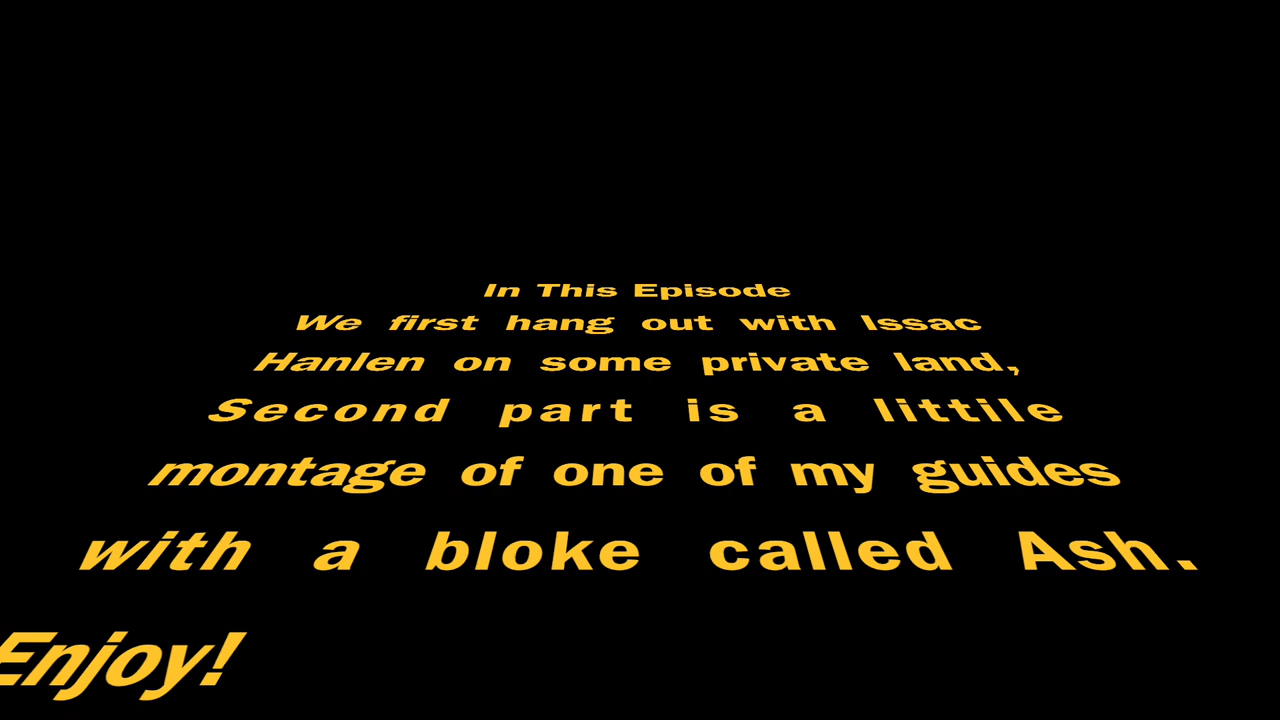 In This Episode
We first hang out with Issac
Hanlen on some private land,
Second part is a littile
montage of one of my guides
with a bloke called Ash.
Enjoy!